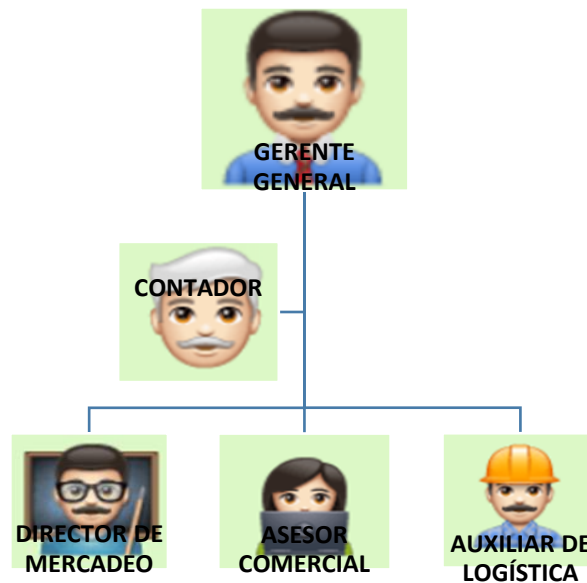 GERENTE
GENERAL
CONTADOR
DIRECTOR DE
MERCADEO
ASESOR
COMERCIAL
AUXILIAR DE
LOGÍSTICA